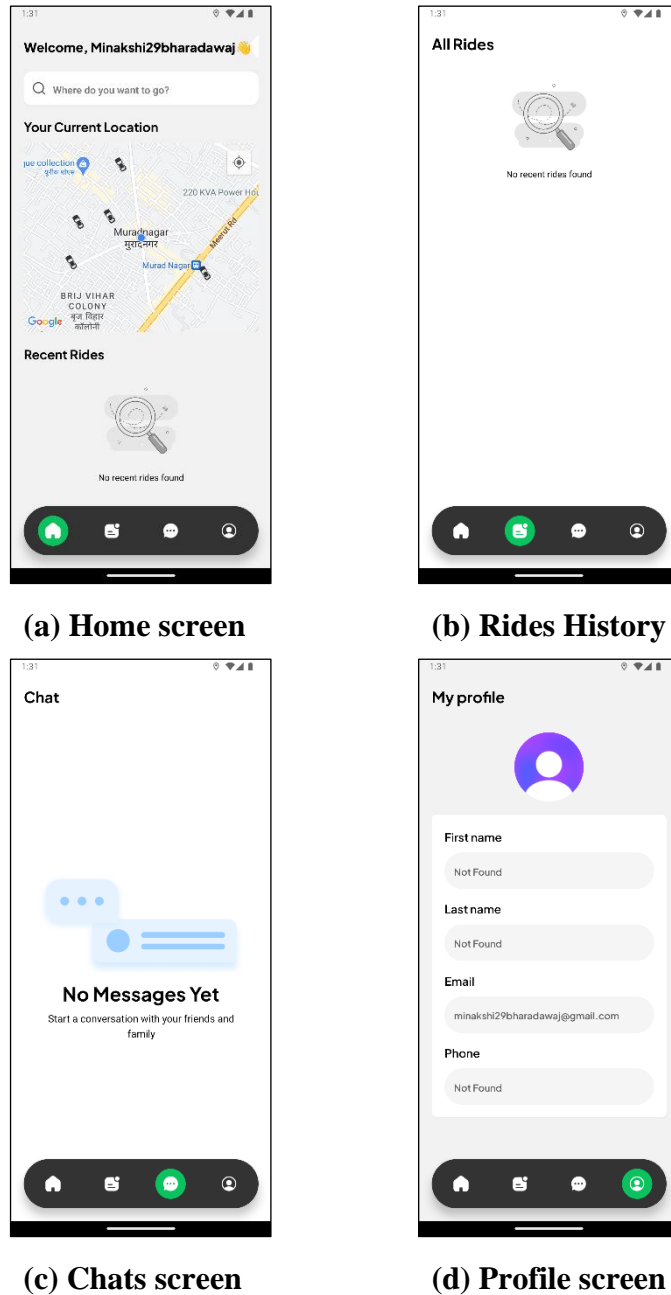 1:31
Welcome, Minakshi29bharadawaj👋
Where do you want to go?
Your Current Location
que collection
220 KVA Power Hou
Muradnagar
मुरादनगर
Meerut Rd
Murad Nagar
BRIJ VIHAR
COLONY
बृज विहार
कॉलोनी
Google
Recent Rides
No recent rides found
(a) Home screen
1:31
All Rides
No recent rides found
(b) Rides History
1:31
Chat
No Messages Yet
Start a conversation with your friends and
family
(c) Chats screen
1:31
My profile
First name
Not Found
Last name
Not Found
Email
minakshi29bharadawaj@gmail.com
Phone
Not Found
(d) Profile screen